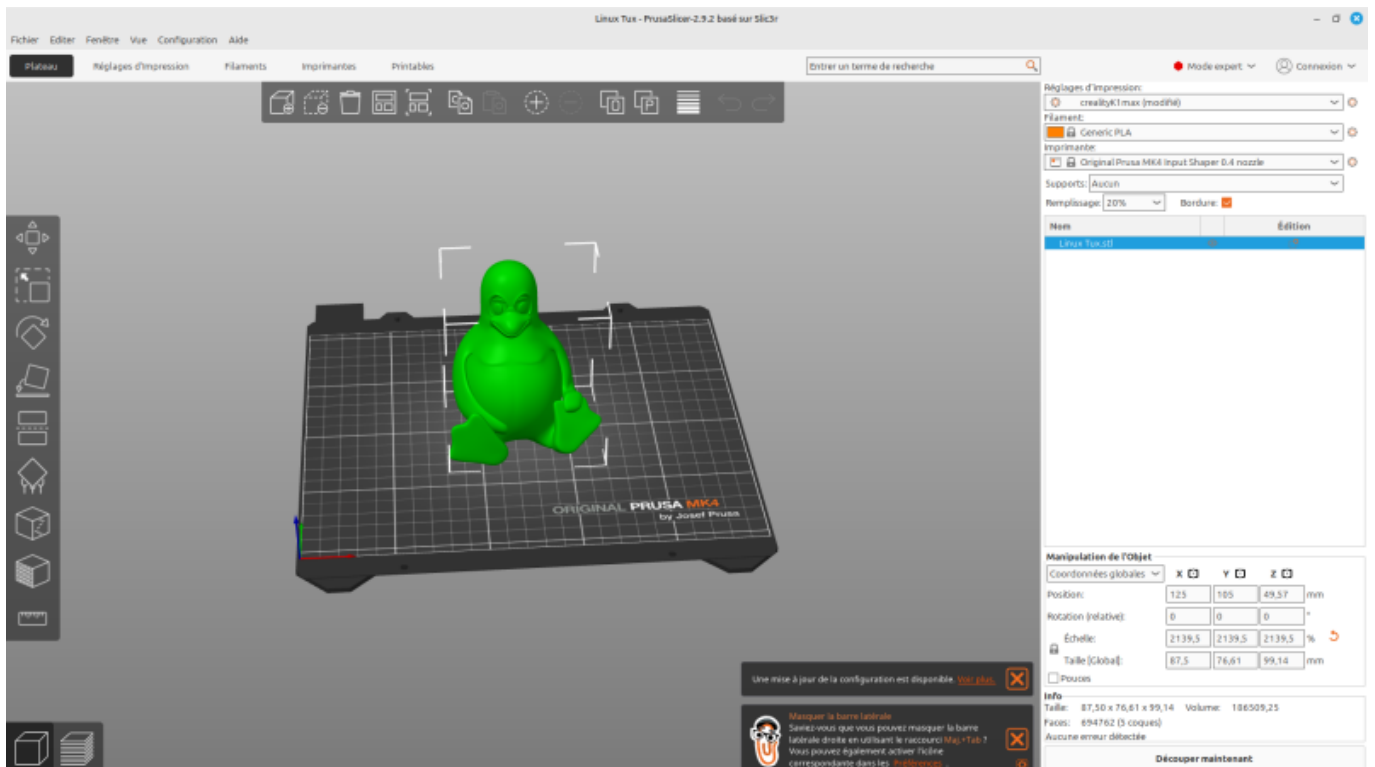 Linux Tux - PrusaSlicer-2.9.2 basé sur Slic3r
Fichier Editer Fenêtre Vue Configuration Aide
Plateau Réglages d'Impression Filaments Imprimantes Printables
Entrer un terme de recherche
Mode expert
Connexion
Réglages d'impression:
crealityK1max (modifié)
Filament:
Generic PLA
Imprimante:
Original Prusa MK4 Input Shaper 0.4 nozzle
Supports: Aucun
Remplissage: 20% Bordure:
Nom Édition
Linux Tux.stl
ORIGINAL PRUSA MK4
by Josef Prusa
Manipulation de l'Objet
Coordonnées globales X Y Z
Position: 125 105 49,57 mm
Rotation (relative): 0 0 0 °
Échelle: 2139,5 2139,5 2139,5 %
Taille [Global]: 87,5 76,61 99,14 mm
Pouces
Info
Taille: 87,50 x 76,61 x 99,14 Volume: 186509,25
Faces: 694762 (5 coques)
Aucune erreur détectée
Découper maintenant
Une mise à jour de la configuration est disponible. Voir plus.
Masquer la barre latérale
Saviez-vous que vous pouvez masquer la barre
latérale droite en utilisant le raccourci Maj.+Tab ?
Vous pouvez également activer l'icône
correspondante dans les Préférences .